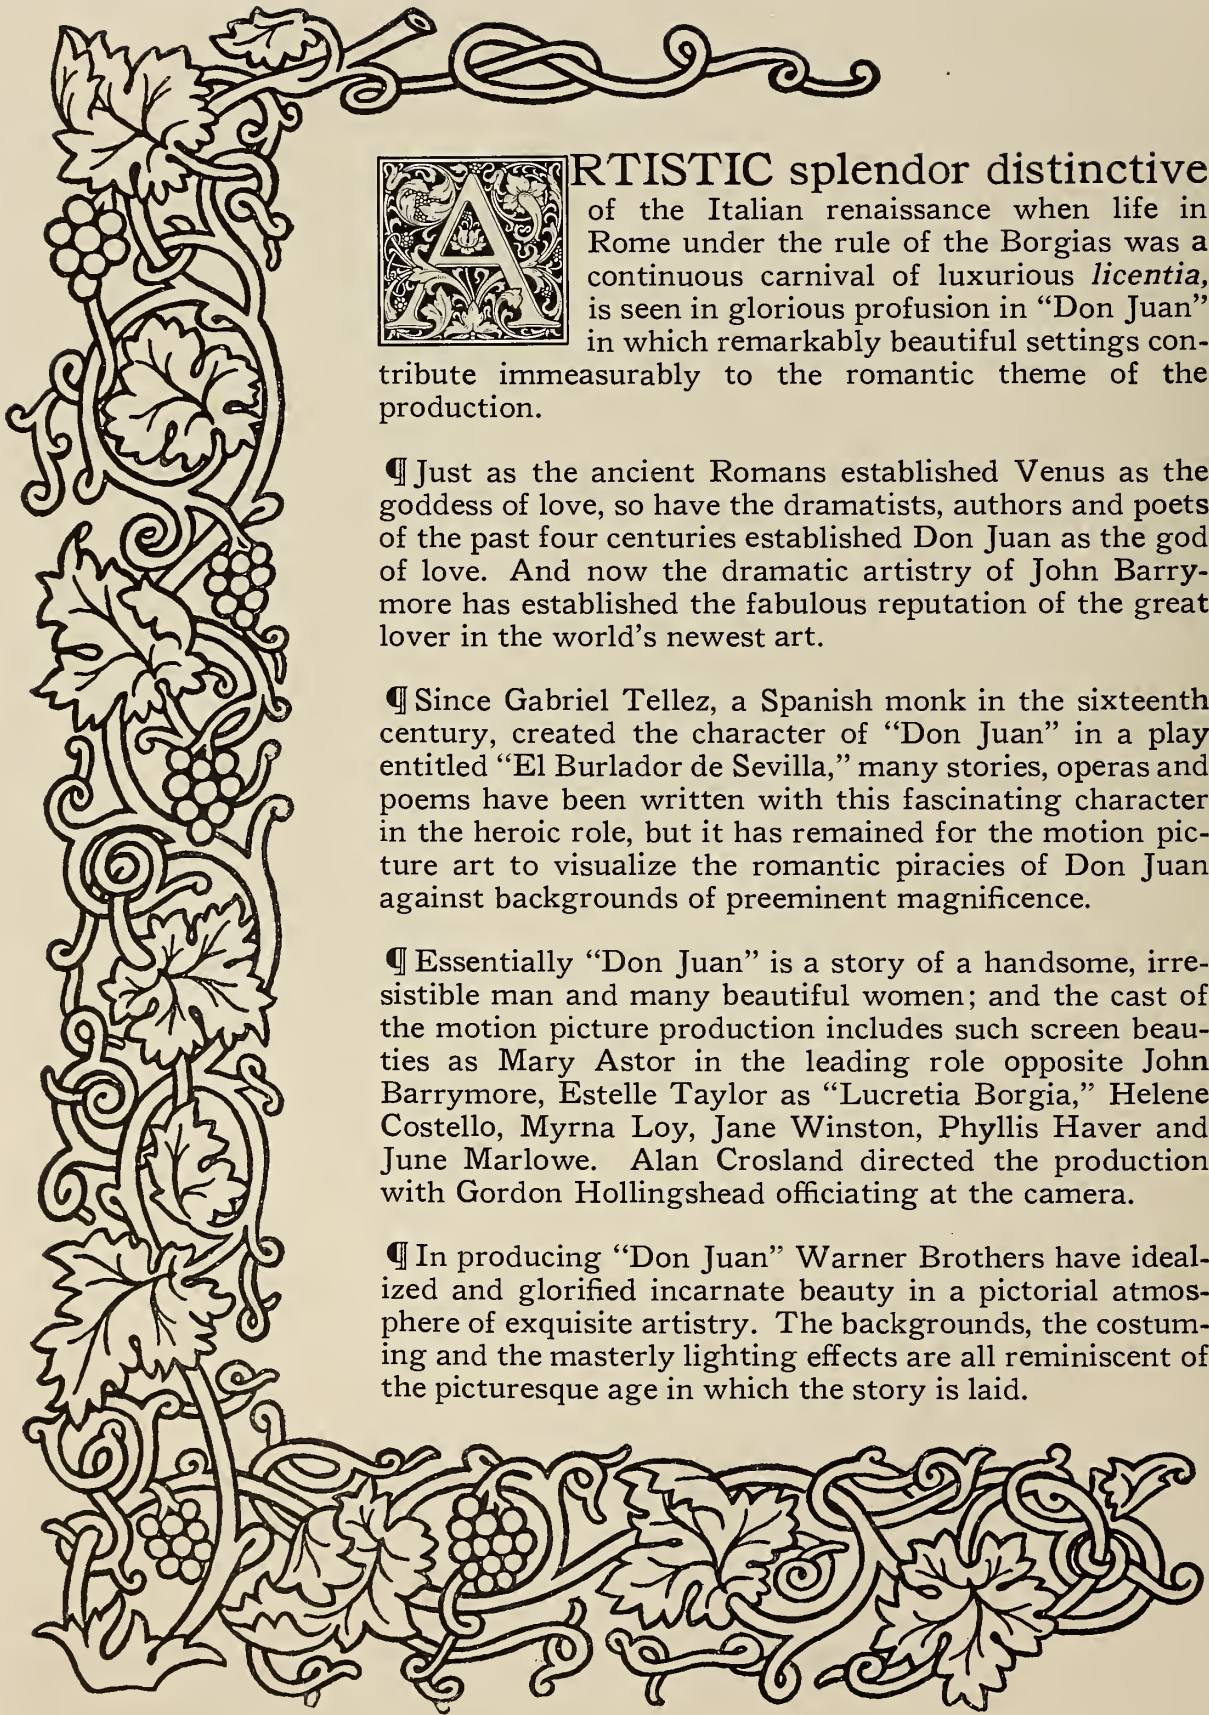 ARTISTIC splendor distinctive
of the Italian renaissance when life in
Rome under the rule of the Borgias was a
continuous carnival of luxurious licentia,
is seen in glorious profusion in “Don Juan”
in which remarkably beautiful settings con-
tribute immeasurably to the romantic theme of the
production.
¶ Just as the ancient Romans established Venus as the
goddess of love, so have the dramatists, authors and poets
of the past four centuries established Don Juan as the god
of love. And now the dramatic artistry of John Barry-
more has established the fabulous reputation of the great
lover in the world’s newest art.
¶ Since Gabriel Tellez, a Spanish monk in the sixteenth
century, created the character of “Don Juan” in a play
entitled “El Burlador de Sevilla,” many stories, operas and
poems have been written with this fascinating character
in the heroic role, but it has remained for the motion pic-
ture art to visualize the romantic piracies of Don Juan
against backgrounds of preeminent magnificence.
¶ Essentially “Don Juan” is a story of a handsome, irre-
sistible man and many beautiful women; and the cast of
the motion picture production includes such screen beau-
ties as Mary Astor in the leading role opposite John
Barrymore, Estelle Taylor as “Lucretia Borgia,” Helene
Costello, Myrna Loy, Jane Winston, Phyllis Haver and
June Marlowe. Alan Crosland directed the production
with Gordon Hollingshead officiating at the camera.
¶ In producing “Don Juan” Warner Brothers have ideal-
ized and glorified incarnate beauty in a pictorial atmos-
phere of exquisite artistry. The backgrounds, the costum-
ing and the masterly lighting effects are all reminiscent of
the picturesque age in which the story is laid.